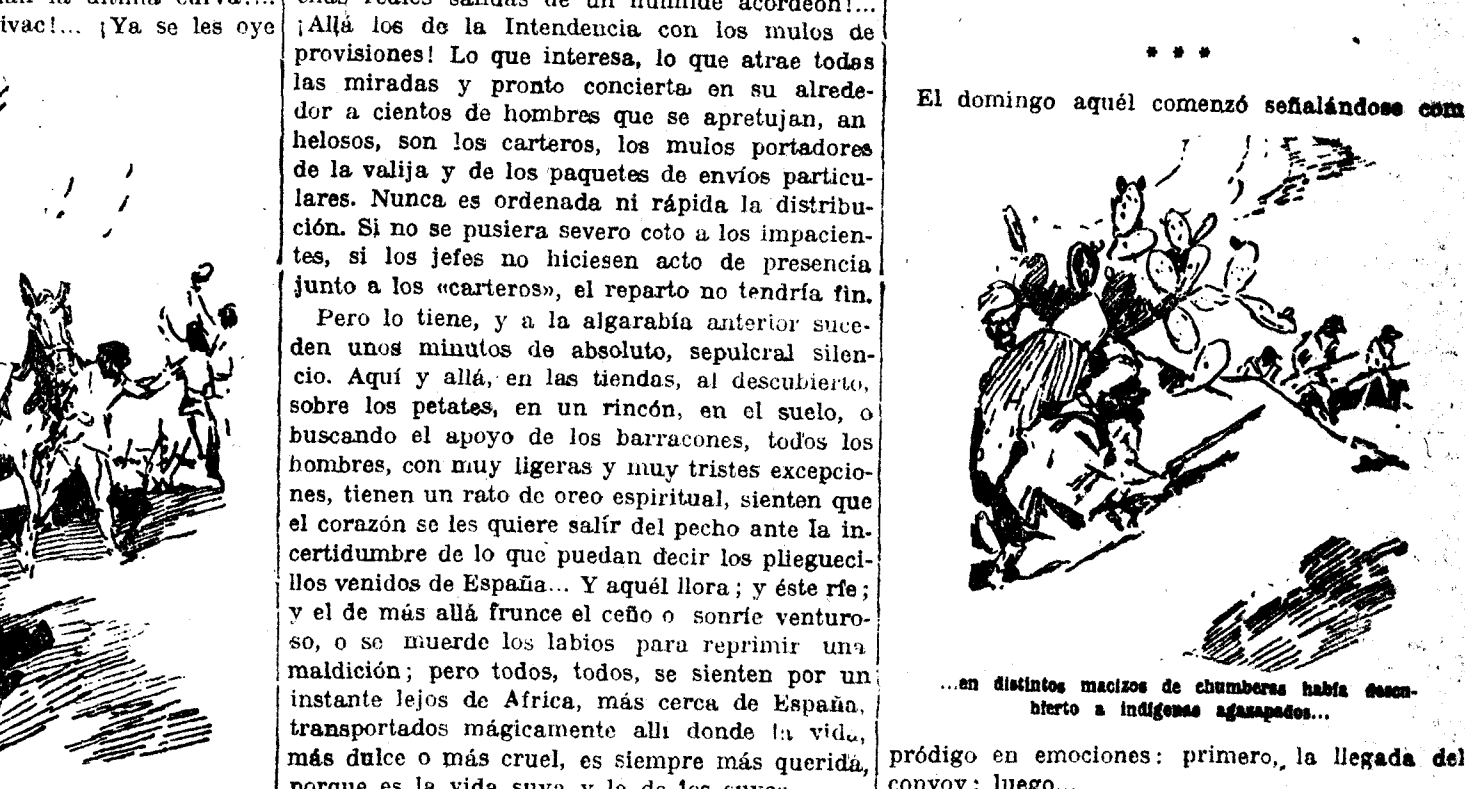 ivac!... ¡Ya se les oye
¡Allá los de la Intendencia con los mulos de
provisiones! Lo que interesa, lo que atrae todas
las miradas y pronto concierta en su alrede-
dor a cientos de hombres que se apretujan, an
helosos, son los carteros, los mulos portadores
de la valija y de los paquetes de envíos particu-
lares. Nunca es ordenada ni rápida la distribu-
ción. Si no se pusiera severo coto a los impacien-
tes, si los jefes no hiciesen acto de presencia
junto a los «carteros», el reparto no tendría fin.
Pero lo tiene, y a la algarabía anterior suce-
den unos minutos de absoluto, sepulcral silen-
cio. Aquí y allá, en las tiendas, al descubierto,
sobre los petates, en un rincón, en el suelo, o
buscando el apoyo de los barracones, todos los
hombres, con muy ligeras y muy tristes excepcio-
nes, tienen un rato de oreo espiritual, sienten que
el corazón se les quiere salír del pecho ante la in-
certidumbre de lo que puedan decir los pliegueci-
llos venidos de España... Y aquél llora; y éste ríe;
y el de más allá frunce el ceño o sonríe venturo-
so, o se muerde los labios para reprimir una
maldición; pero todos, todos, se sienten por un
instante lejos de Africa, más cerca de España,
transportados mágicamente allí donde la vida,
más dulce o más cruel, es siempre más querida,
porque es la vida suya y la de los suyos
* * *
El domingo aquél comenzó señalándose com
...en distintos macizos de chumberas había descu-
bierto a indígenas agazapados...
pródigo en emociones: primero, la llegada del
convoy; luego...